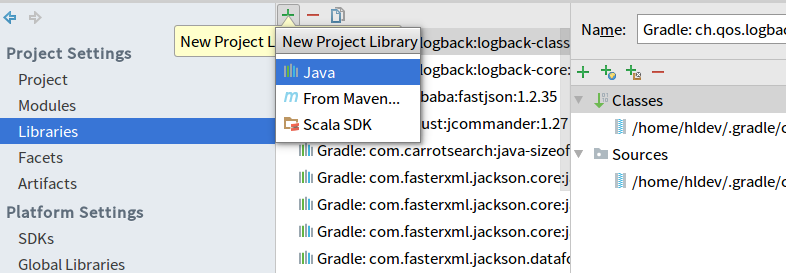 Project Settings
Project
Modules
Libraries
Facets
Artifacts
Platform Settings
SDKs
Global Libraries
New Project L
New Project Library
Java
From Maven...
Scala SDK
logback:logback-class
logback:logback-core:
baba:fastjson:1.2.35
ust:jcommander:1.27
Gradle: com.carrotsearch:java-sizeof
Gradle: com.fasterxml.jackson.core:j
Gradle: com.fasterxml.jackson.core:j
Gradle: com.fasterxml.jackson.core:j
Gradle: com.fasterxml.jackson.datafo
Name: Gradle: ch.qos.logback
Classes
/home/hldev/.gradle/c
Sources
/home/hldev/.gradle/c